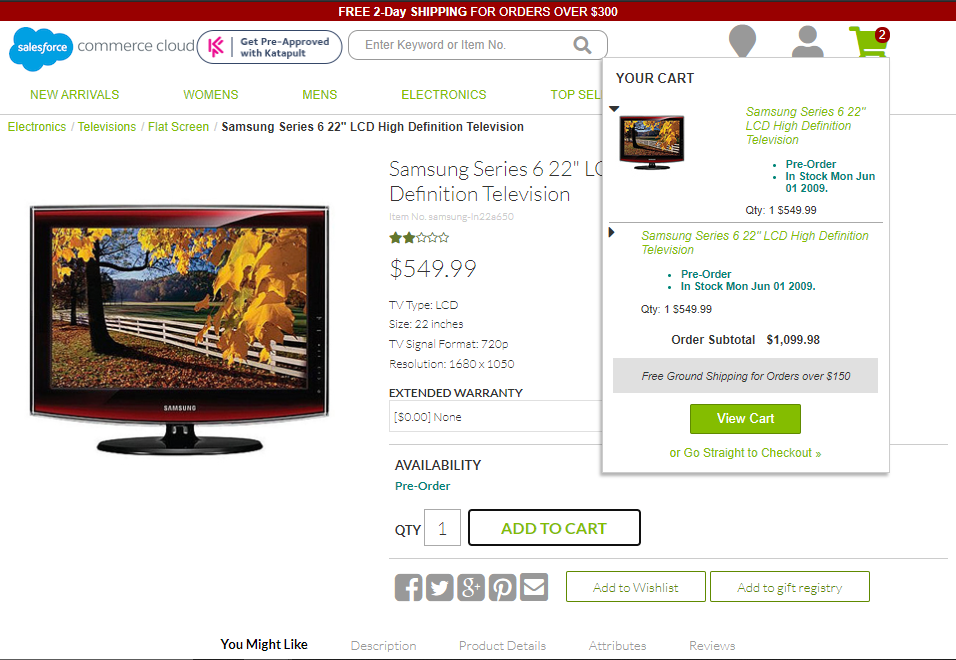 FREE 2-Day SHIPPING FOR ORDERS OVER $300
salesforce commerce cloud
Get Pre-Approved
with Katapult
Enter Keyword or Item No.
2
NEW ARRIVALS WOMENS MENS ELECTRONICS TOP SEL
Electronics / Televisions / Flat Screen / Samsung Series 6 22" LCD High Definition Television
Samsung Series 6 22" LC
Definition Television
Item No. samsung-ln22a650
$549.99
TV Type: LCD
Size: 22 inches
TV Signal Format: 720p
Resolution: 1680 x 1050
EXTENDED WARRANTY
[$0.00] None
SAMSUNG
AVAILABILITY
Pre-Order
QTY 1 ADD TO CART
Add to Wishlist Add to gift registry
You Might Like Description Product Details Attributes Reviews
YOUR CART
Samsung Series 6 22"
LCD High Definition
Television
• Pre-Order
• In Stock Mon Jun
01 2009.
Qty: 1 $549.99
Samsung Series 6 22" LCD High Definition
Television
• Pre-Order
• In Stock Mon Jun 01 2009.
Qty: 1 $549.99
Order Subtotal $1,099.98
Free Ground Shipping for Orders over $150
View Cart
or Go Straight to Checkout »